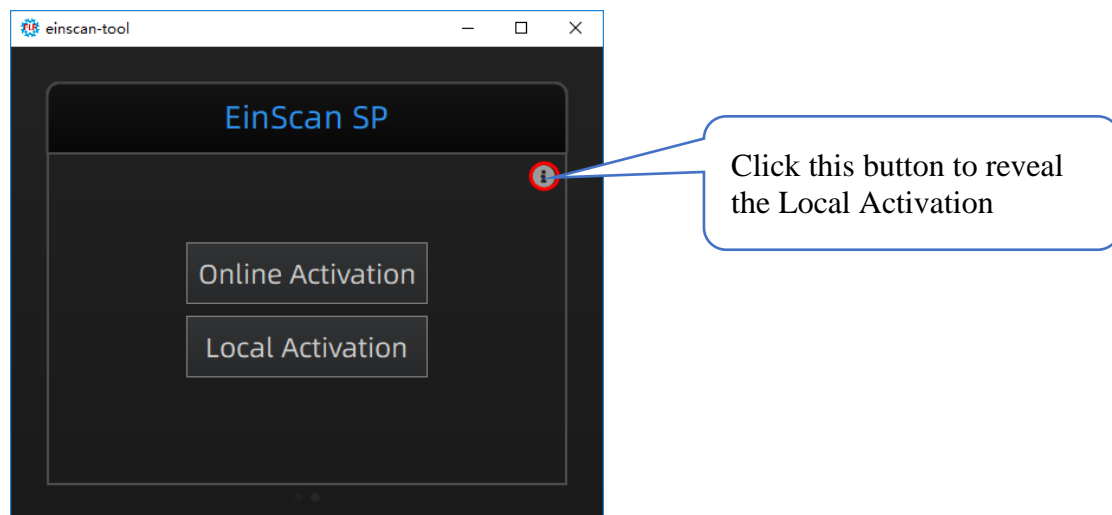 einscan-tool
EinScan SP
Click this button to reveal
the Local Activation
Online Activation
Local Activation